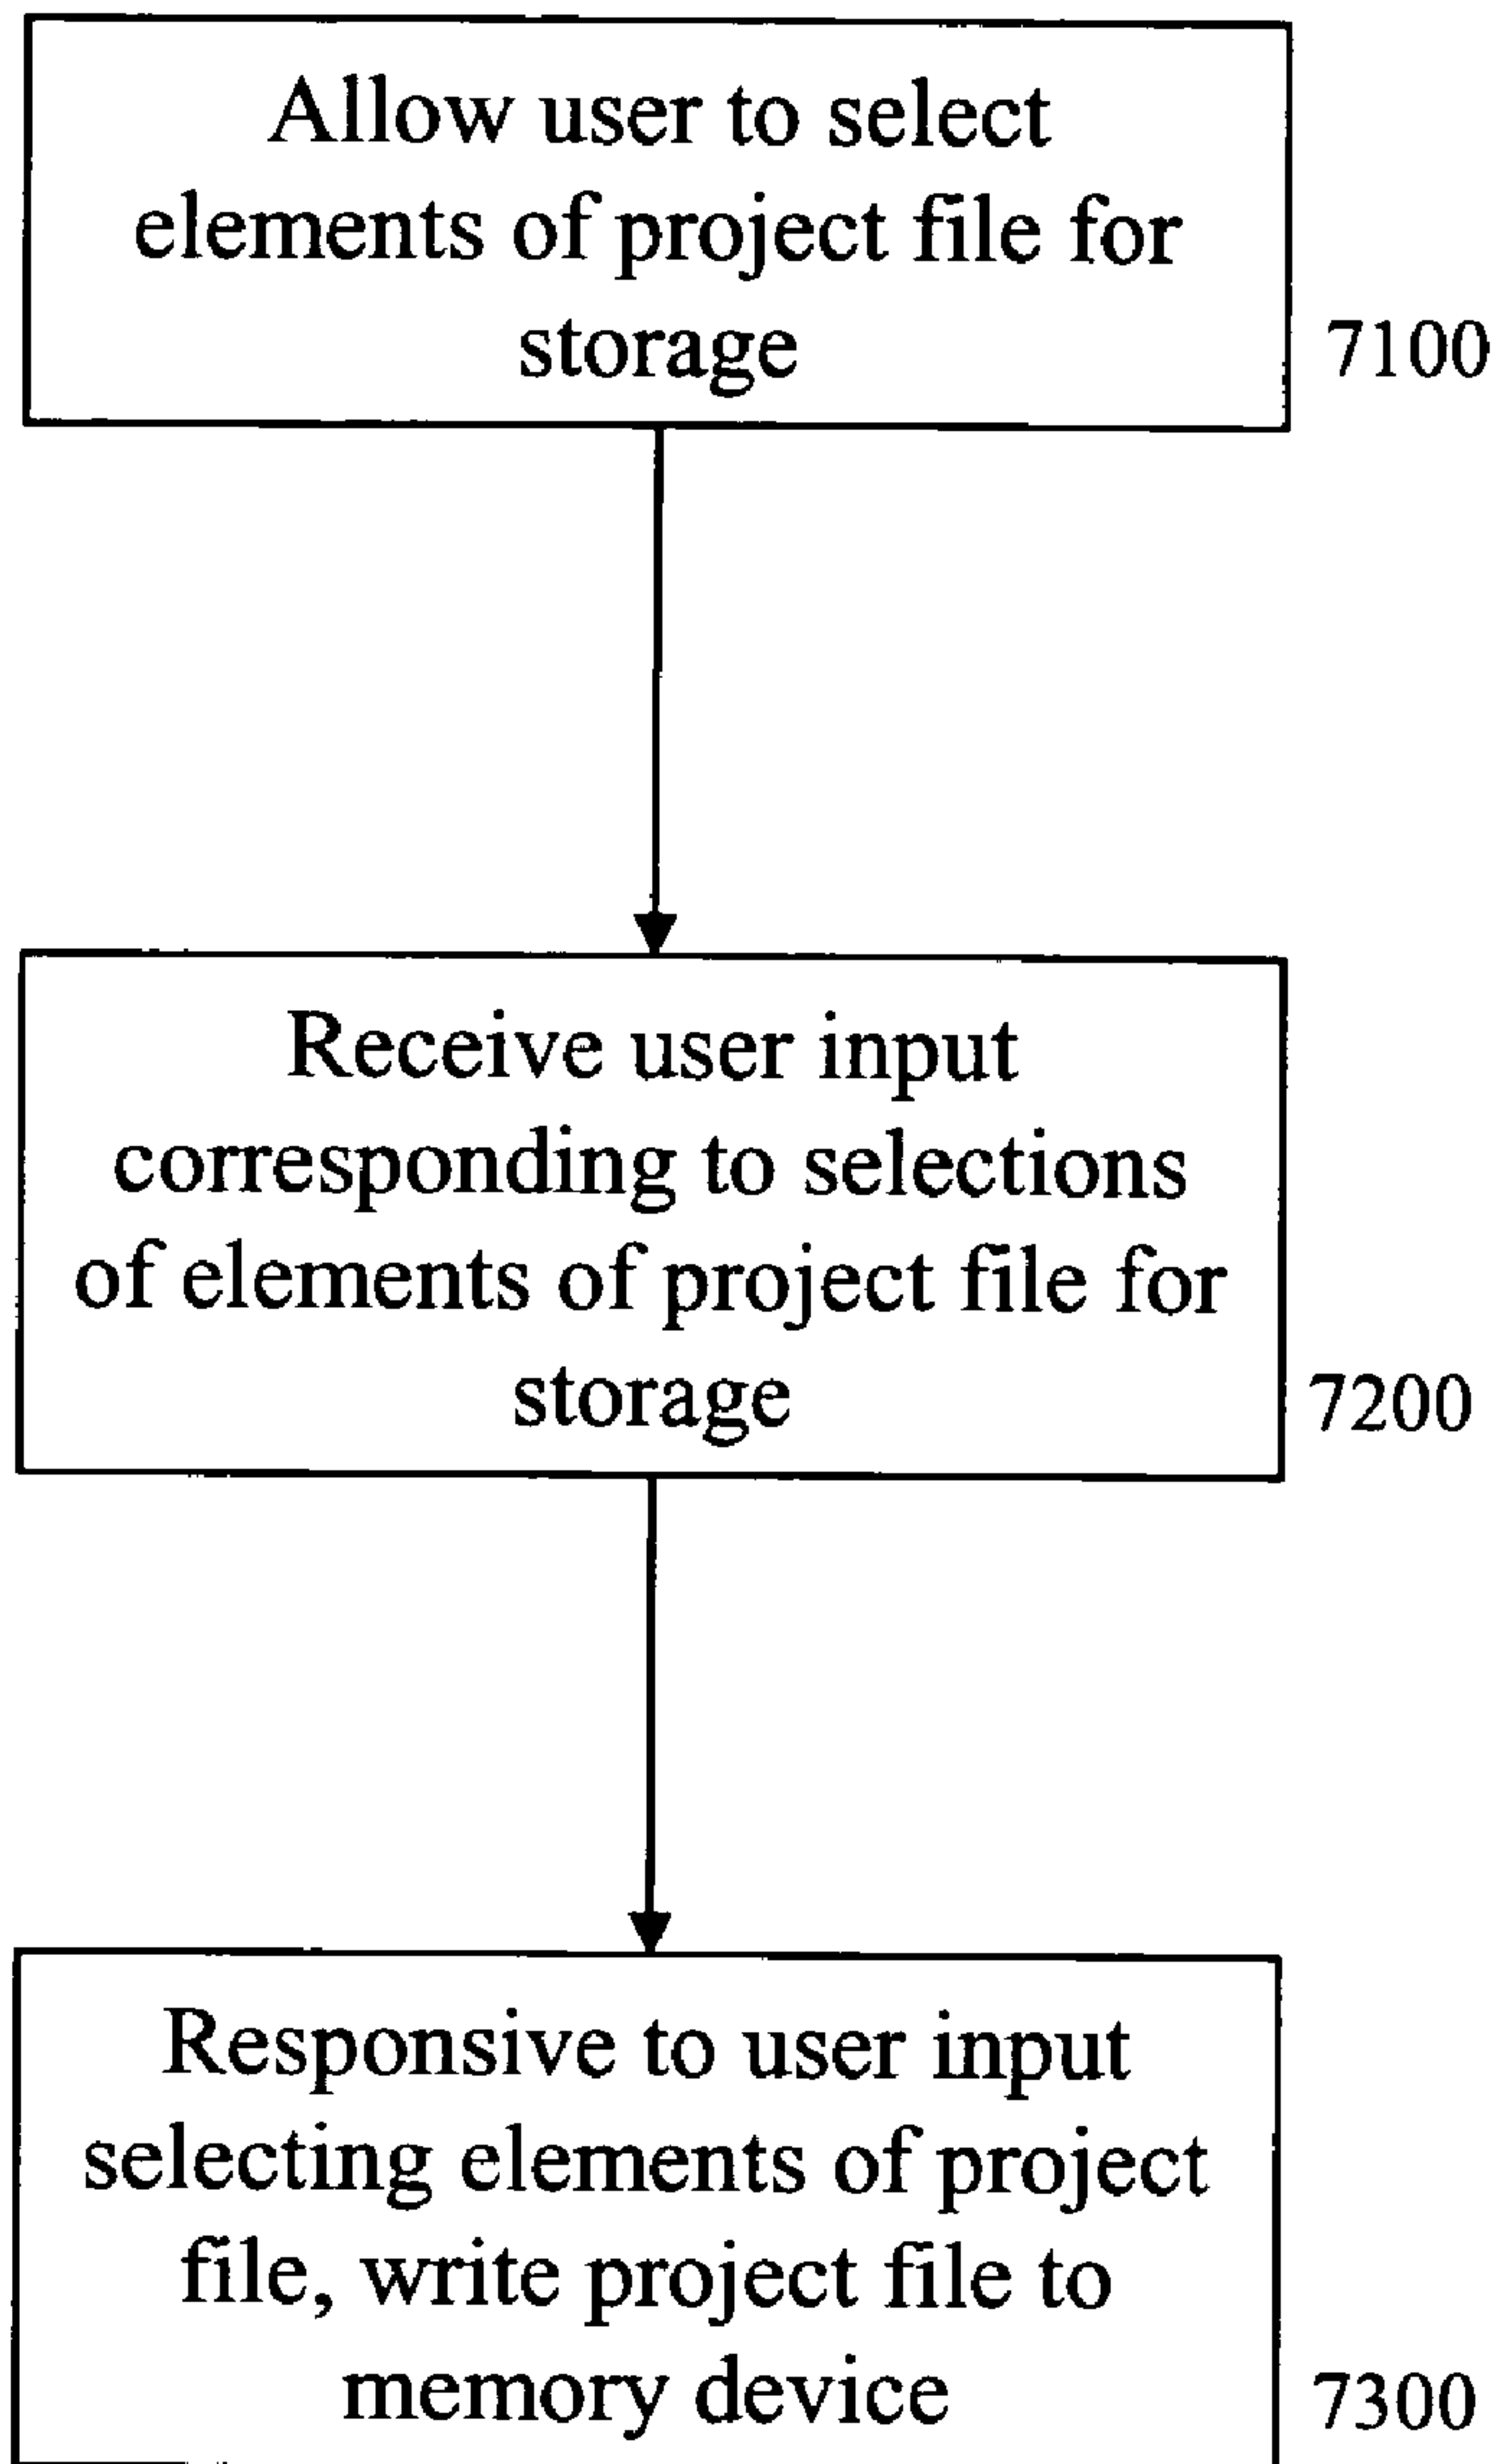 Allow user to select
elements of project file for
storage
7100
Receive user input
corresponding to selections
of elements of project file for
storage
7200
Responsive to user input
selecting elements of project
file, write project file to
memory device
7300